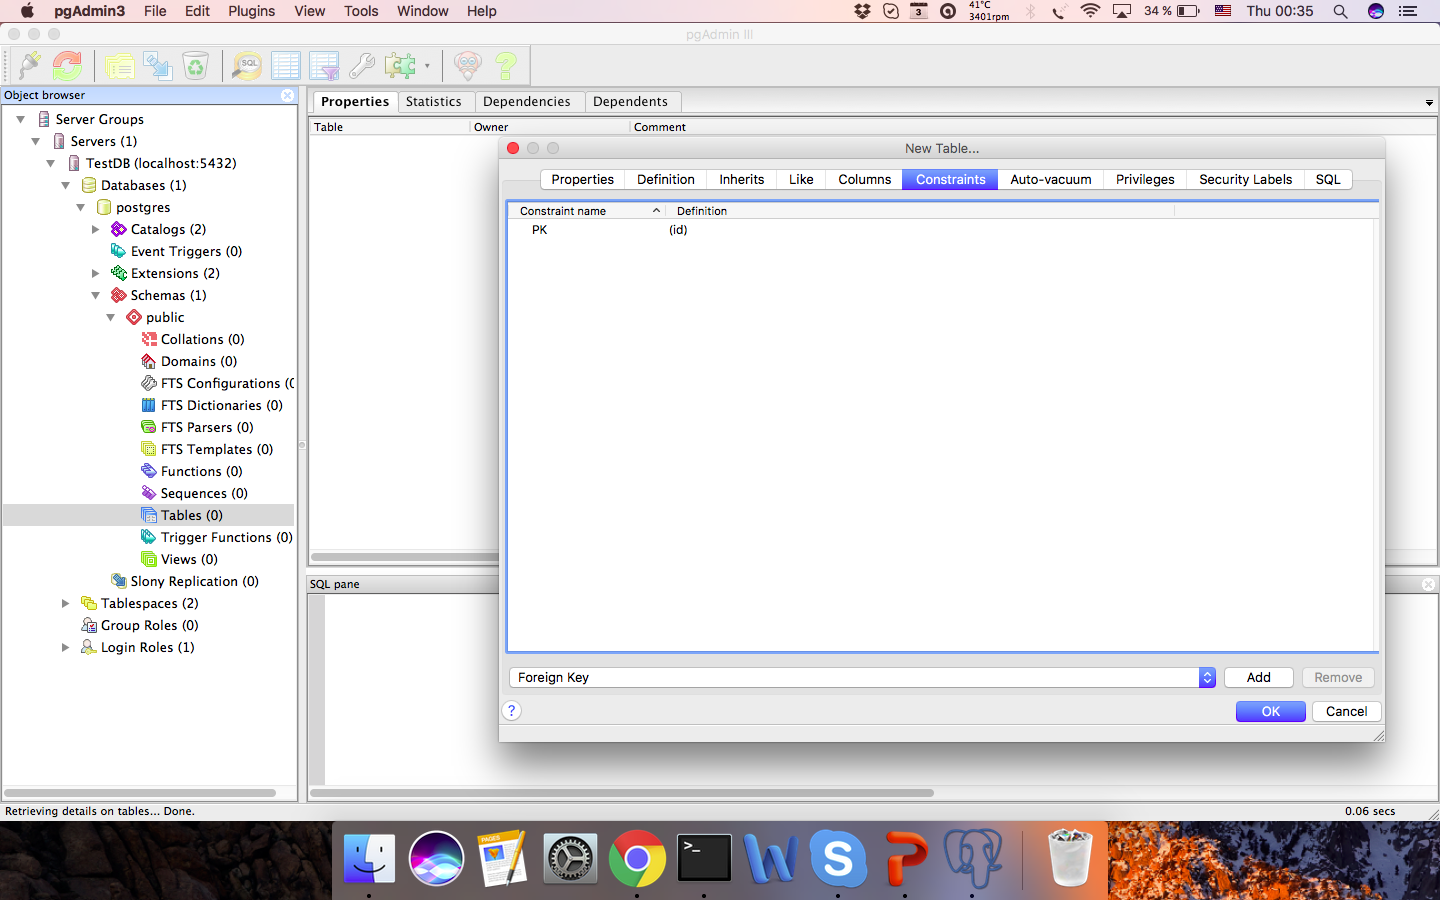 pgAdmin3 File Edit Plugins View Tools Window Help
3 41°C 3401rpm 34 % Thu 00:35
pgAdmin III
SQL
Object browser
Server Groups
Servers (1)
TestDB (localhost:5432)
Databases (1)
postgres
Catalogs (2)
Event Triggers (0)
Extensions (2)
Schemas (1)
public
Collations (0)
Domains (0)
FTS Configurations (0
FTS Dictionaries (0)
FTS Parsers (0)
FTS Templates (0)
Functions (0)
Sequences (0)
Tables (0)
Trigger Functions (0)
Views (0)
Slony Replication (0)
Tablespaces (2)
Group Roles (0)
Login Roles (1)
Properties Statistics Dependencies Dependents
Table Owner Comment
New Table...
Properties Definition Inherits Like Columns Constraints Auto-vacuum Privileges Security Labels SQL
Constraint name Definition
PK (id)
Foreign Key Add Remove
? OK Cancel
SQL pane
Retrieving details on tables... Done. 0.06 secs
PAGES
>_